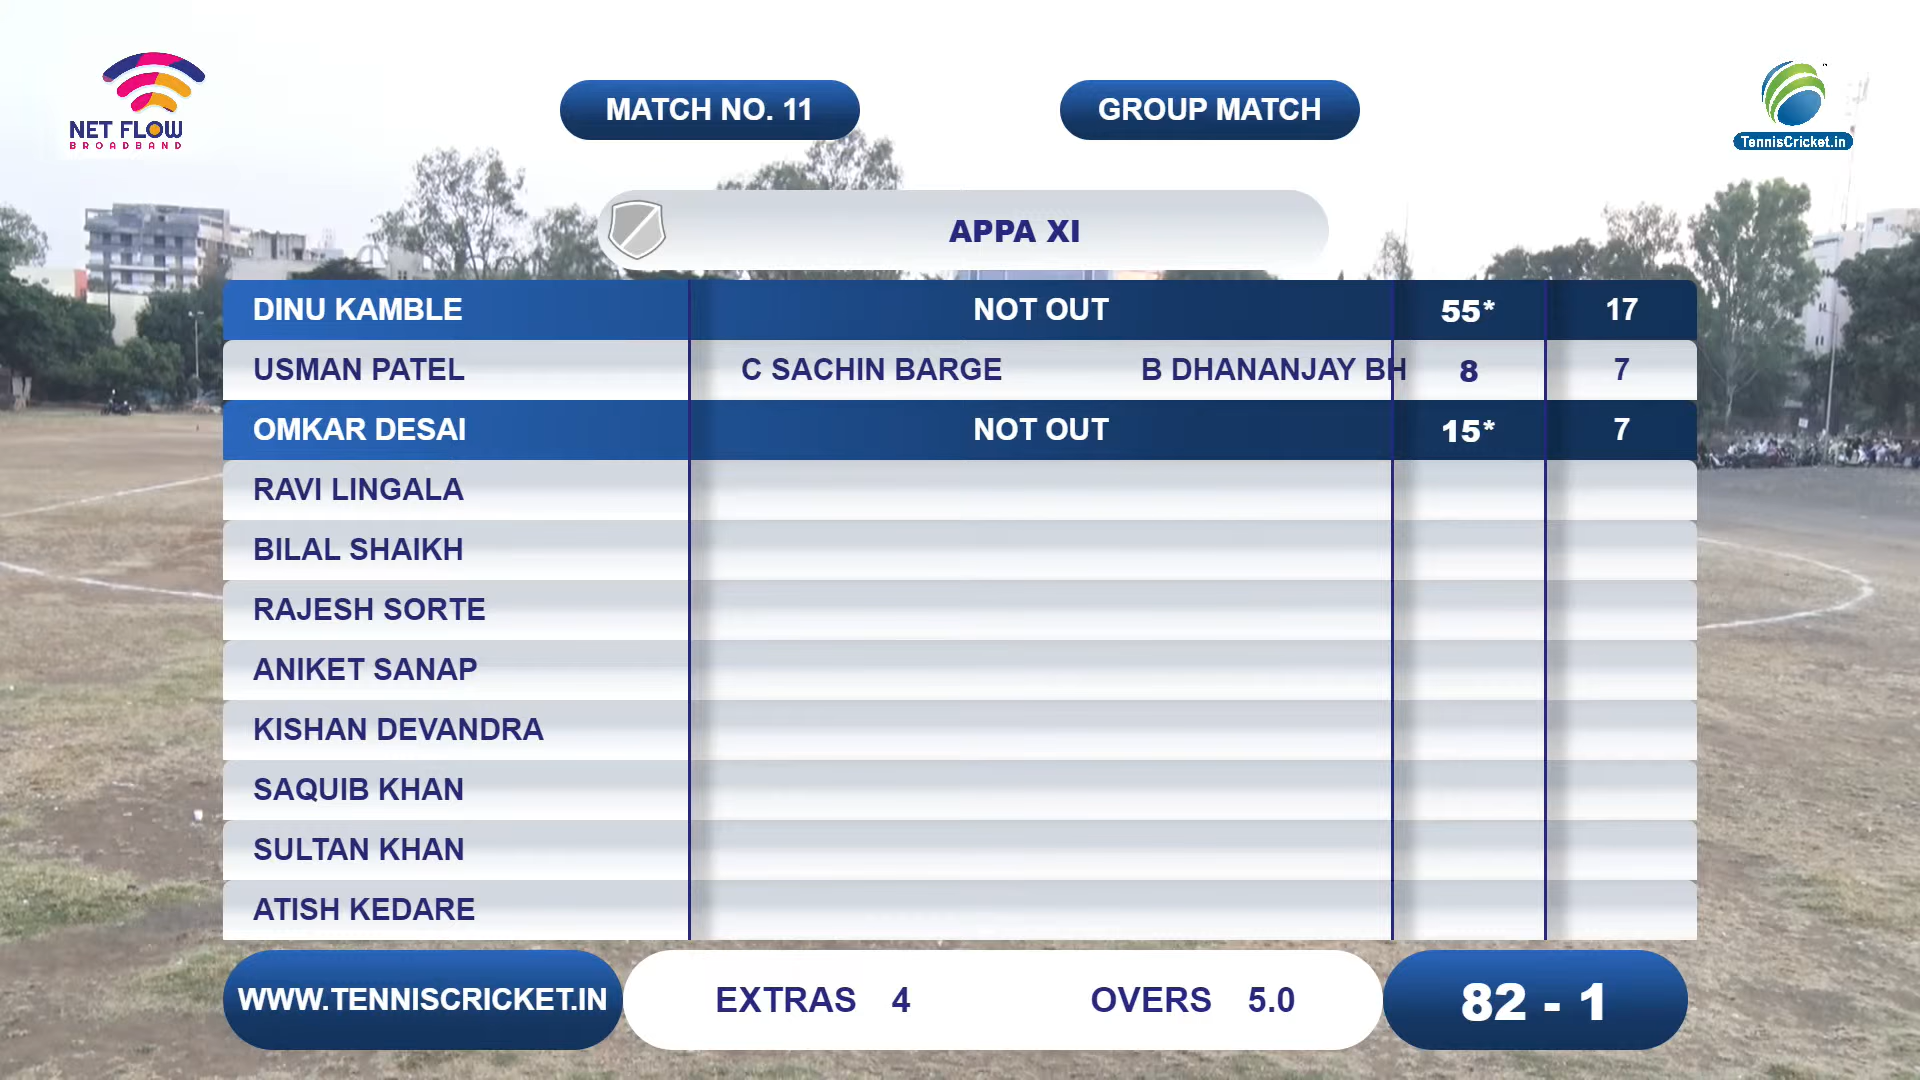 NET FLOW
BROADBAND
MATCH NO. 11
GROUP MATCH
TennisCricket.in
APPA XI
DINU KAMBLE NOT OUT 55* 17
USMAN PATEL C SACHIN BARGE B DHANANJAY BH 8 7
OMKAR DESAI NOT OUT 15* 7
RAVI LINGALA
BILAL SHAIKH
RAJESH SORTE
ANIKET SANAP
KISHAN DEVANDRA
SAQUIB KHAN
SULTAN KHAN
ATISH KEDARE
WWW.TENNISCRICKET.IN EXTRAS 4 OVERS 5.0 82 - 1